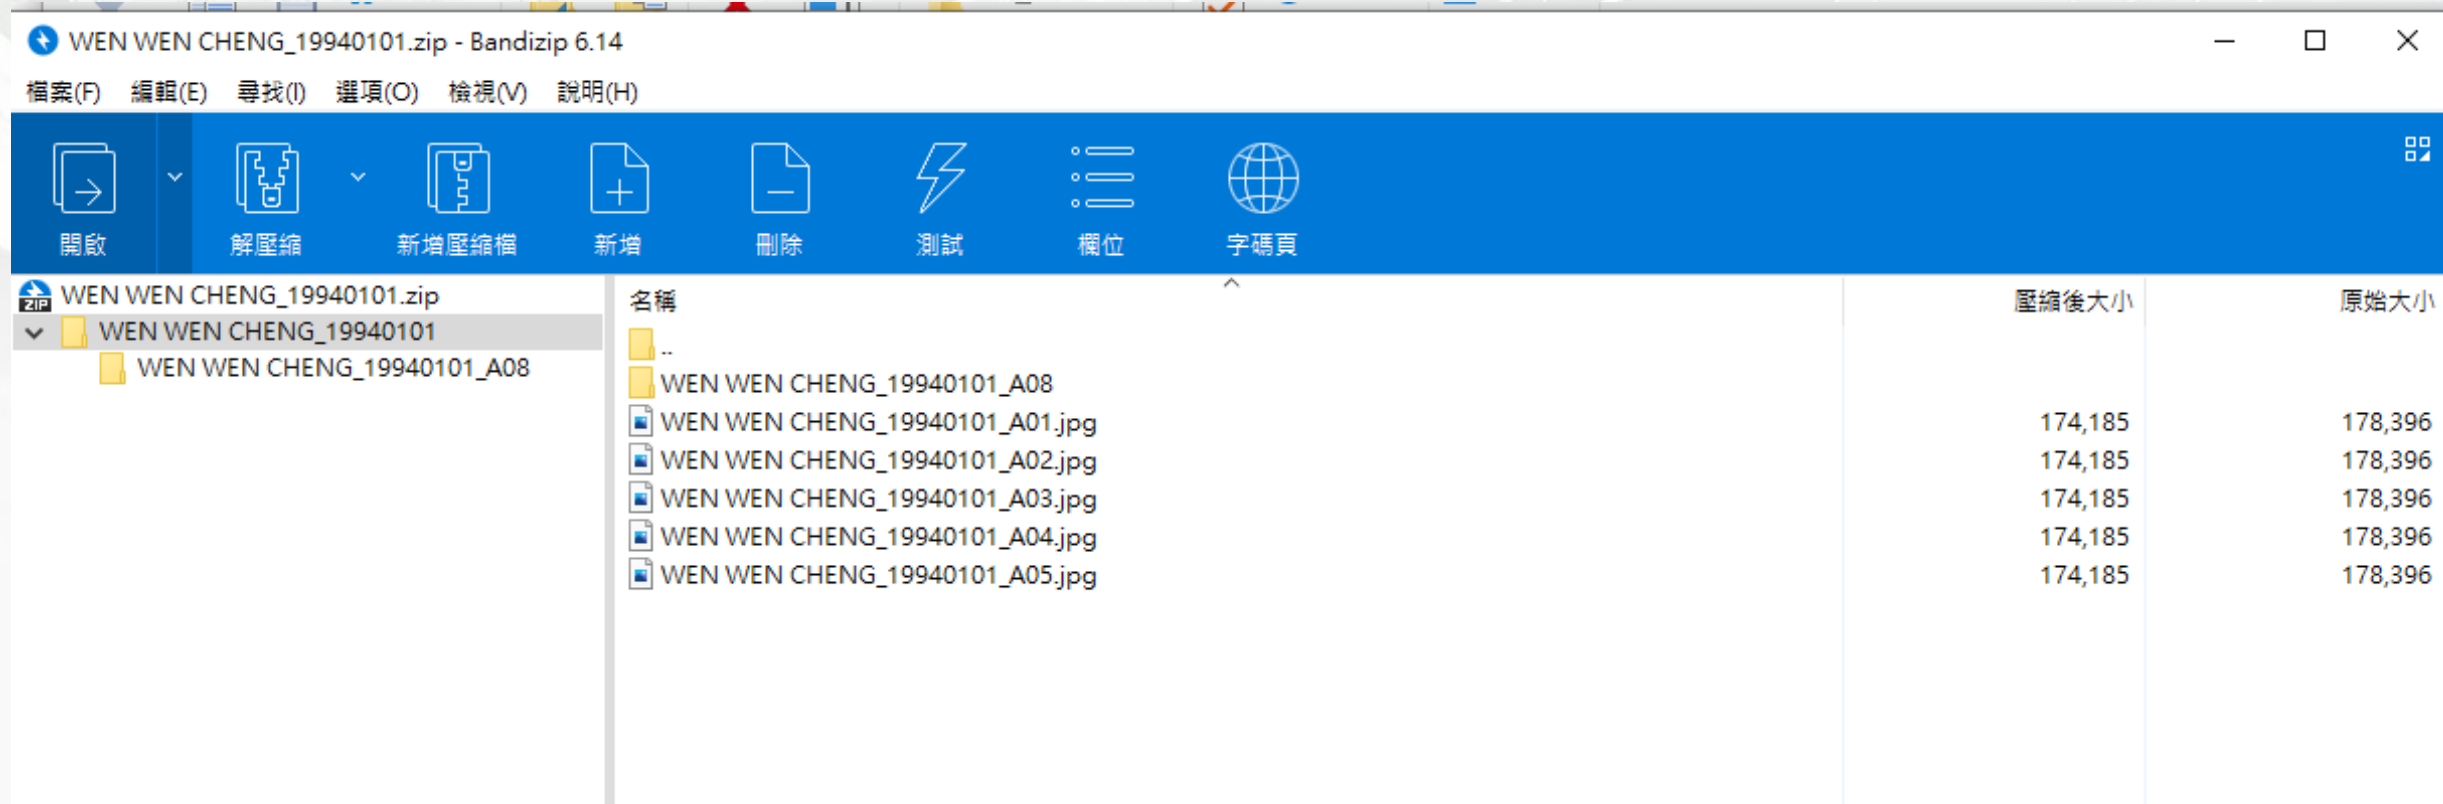 WEN WEN CHENG_19940101.zip - Bandizip 6.14
檔案(F) 編輯(E) 尋找(I) 選項(O) 檢視(V) 說明(H)
開啟 解壓縮 新增壓縮檔 新增 刪除 測試 欄位 字碼頁
WEN WEN CHENG_19940101.zip
WEN WEN CHENG_19940101
WEN WEN CHENG_19940101_A08
名稱 壓縮後大小 原始大小
..
WEN WEN CHENG_19940101_A08
WEN WEN CHENG_19940101_A01.jpg 174,185 178,396
WEN WEN CHENG_19940101_A02.jpg 174,185 178,396
WEN WEN CHENG_19940101_A03.jpg 174,185 178,396
WEN WEN CHENG_19940101_A04.jpg 174,185 178,396
WEN WEN CHENG_19940101_A05.jpg 174,185 178,396